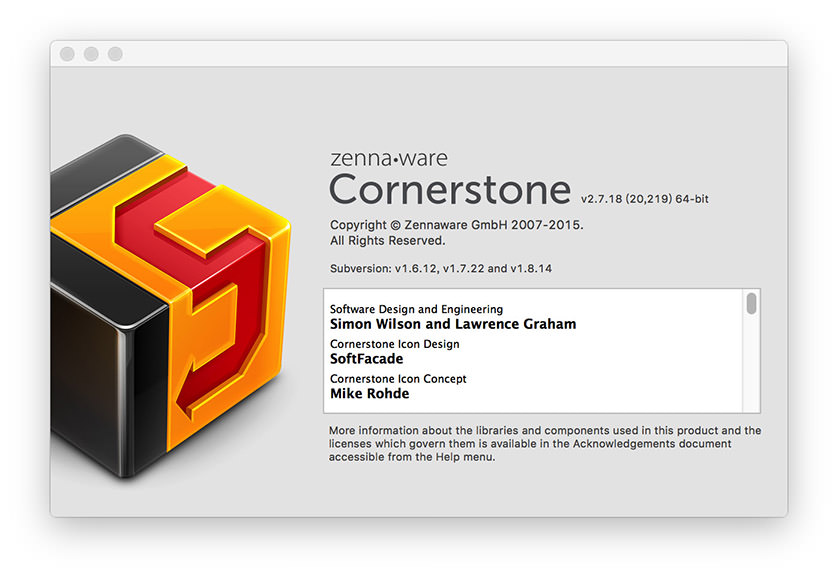 zenna•ware
Cornerstone v2.7.18 (20,219) 64-bit
Copyright © Zennaware GmbH 2007-2015.
All Rights Reserved.
Subversion: v1.6.12, v1.7.22 and v1.8.14
Software Design and Engineering
Simon Wilson and Lawrence Graham
Cornerstone Icon Design
SoftFacade
Cornerstone Icon Concept
Mike Rohde
More information about the libraries and components used in this product and the
licenses which govern them is available in the Acknowledgements document
accessible from the Help menu.